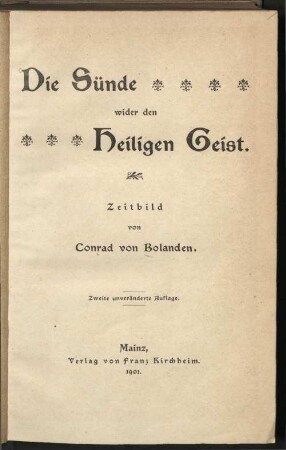 Die Sünde
wider den
Heiligen Geist.
Zeitbild
von
Conrad von Bolanden.
Zweite unveränderte Auflage.
Mainz,
Verlag von Franz Kirchheim.
1901.